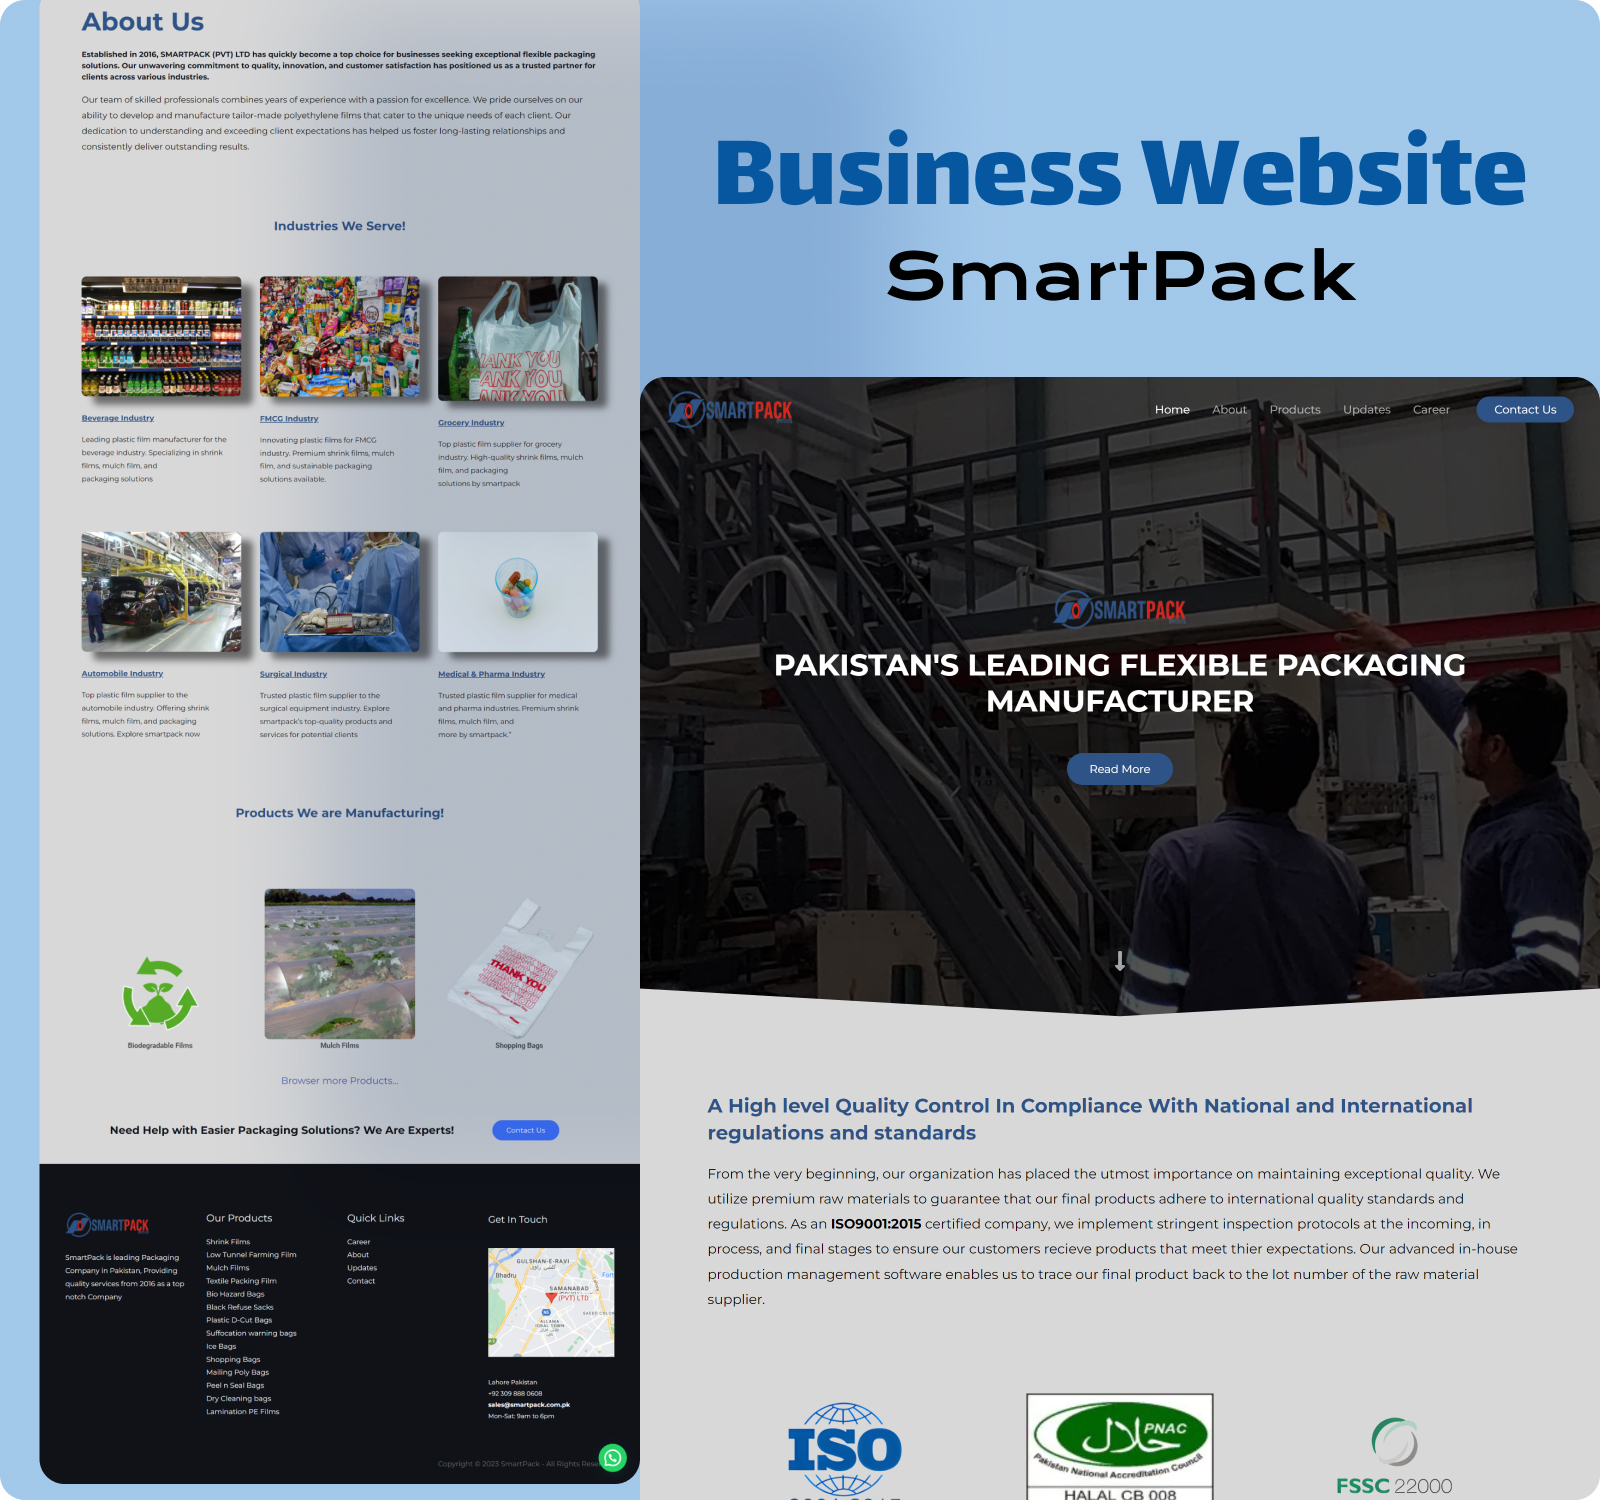 About Us
Established in 2016, SMARTPACK (PVT) LTD has quickly become a top choice for businesses seeking exceptional flexible packaging
solutions. Our unwavering commitment to quality, innovation, and customer satisfaction has positioned us as a trusted partner for
clients across various industries.
Our team of skilled professionals combines years of experience with a passion for excellence. We pride ourselves on our
ability to develop and manufacture tailor-made polyethylene films that cater to the unique needs of each client. Our
dedication to understanding and exceeding client expectations has helped us foster long-lasting relationships and
consistently deliver outstanding results.
Industries We Serve!
THANK YOU
THANK YOU
THANK YOU
Beverage Industry
Leading plastic film manufacturer for the
beverage industry. Specializing in shrink
films, mulch film, and
packaging solutions
FMCG Industry
Innovating plastic films for FMCG
industry. Premium shrink films, mulch
film, and sustainable packaging
solutions available.
Grocery Industry
Top plastic film supplier for grocery
industry. High-quality shrink films, mulch
film, and packaging
solutions by smartpack
Automobile Industry
Top plastic film supplier to the
automobile industry. Offering shrink
films, mulch film, and packaging
solutions. Explore smartpack now
Surgical Industry
Trusted plastic film supplier to the
surgical equipment industry. Explore
smartpack's top-quality products and
services for potential clients
Medical & Pharma Industry
Trusted plastic film supplier for medical
and pharma industries. Premium shrink
films, mulch film, and
more by smartpack."
Products We are Manufacturing!
THANK YOU
Biodegradable Films
Mulch Films
Shopping Bags
Browser more Products...
Need Help with Easier Packaging Solutions? We Are Experts!
Contact Us
SMARTPACK
SmartPack is leading Packaging
Company in Pakistan, Providing
quality services from 2016 as a top
notch Company
Our Products
Shrink Films
Low Tunnel Farming Film
Mulch Films
Textile Packing Film
Bio Hazard Bags
Black Refuse Sacks
Plastic D-Cut Bags
Suffocation warning bags
Ice Bags
Shopping Bags
Mailing Poly Bags
Peel n Seal Bags
Dry Cleaning bags
Lamination PE Films
Quick Links
Career
About
Updates
Contact
Get In Touch
GULSHAN-E-RAVI
Bhadru
Fort
SAMANABAD
(PVT) LTD
ALLAMA
IQBAL TOWN
Lahore Pakistan
+92 309 888 0608
sales@smartpack.com.pk
Mon-Sat: 9am to 6pm
Copyright © 2023 SmartPack - All Rights Rese
Business Website
SmartPack
SMARTPACK
Home
About
Products
Updates
Career
Contact Us
SMARTPACK
PAKISTAN'S LEADING FLEXIBLE PACKAGING
MANUFACTURER
Read More
A High level Quality Control In Compliance With National and International
regulations and standards
From the very beginning, our organization has placed the utmost importance on maintaining exceptional quality. We
utilize premium raw materials to guarantee that our final products adhere to international quality standards and
regulations. As an ISO9001:2015 certified company, we implement stringent inspection protocols at the incoming, in
process, and final stages to ensure our customers recieve products that meet thier expectations. Our advanced in-house
production management software enables us to trace our final product back to the lot number of the raw material
supplier.
ISO
حلال PNAC
Pakistan National Accreditation Council
HALAL CB 008
FSSC 22000